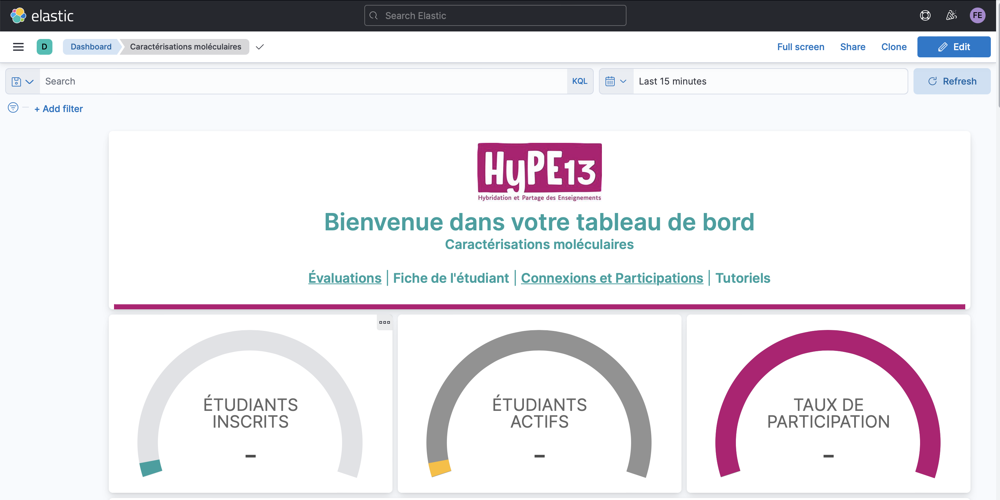 elastic
Search Elastic
FE
D
Dashboard
Caractérisations moléculaires
Full screen
Share
Clone
Edit
Search
KQL
Last 15 minutes
Refresh
+ Add filter
HyPE13
Hybridation et Partage des Enseignements
Bienvenue dans votre tableau de bord
Caractérisations moléculaires
Évaluations | Fiche de l'étudiant | Connexions et Participations | Tutoriels
ÉTUDIANTS
INSCRITS
–
ÉTUDIANTS
ACTIFS
–
TAUX DE
PARTICIPATION
–